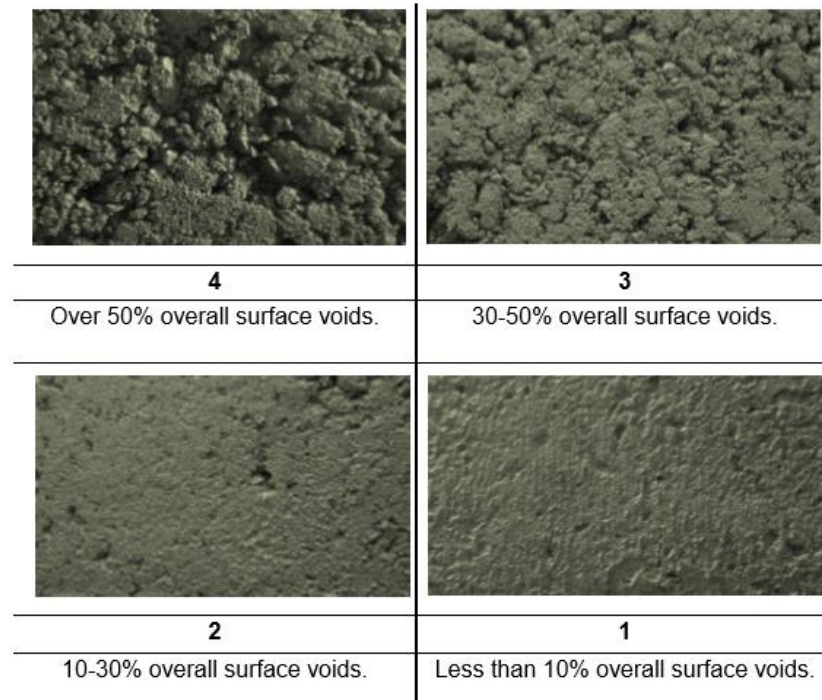 4
3
Over 50% overall surface voids.
30-50% overall surface voids.
2
1
10-30% overall surface voids.
Less than 10% overall surface voids.